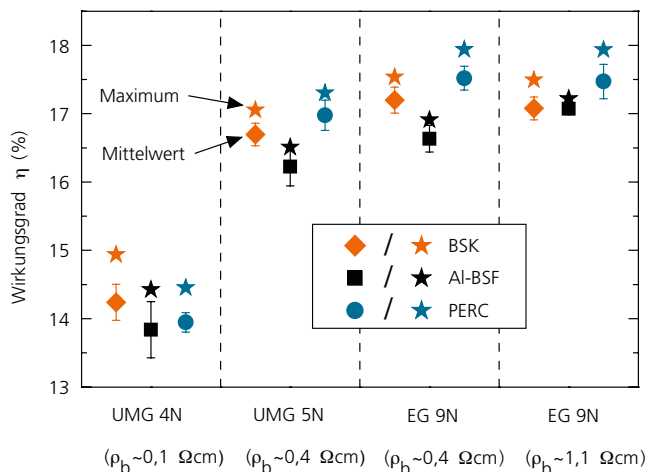 18
17
16
15
14
13
Wirkungsgrad η (%)
Maximum
Mittelwert
/ BSK
/ Al-BSF
/ PERC
UMG 4N UMG 5N EG 9N EG 9N
(ρb~0,1 Ωcm) (ρb~0,4 Ωcm) (ρb~0,4 Ωcm) (ρb~1,1 Ωcm)